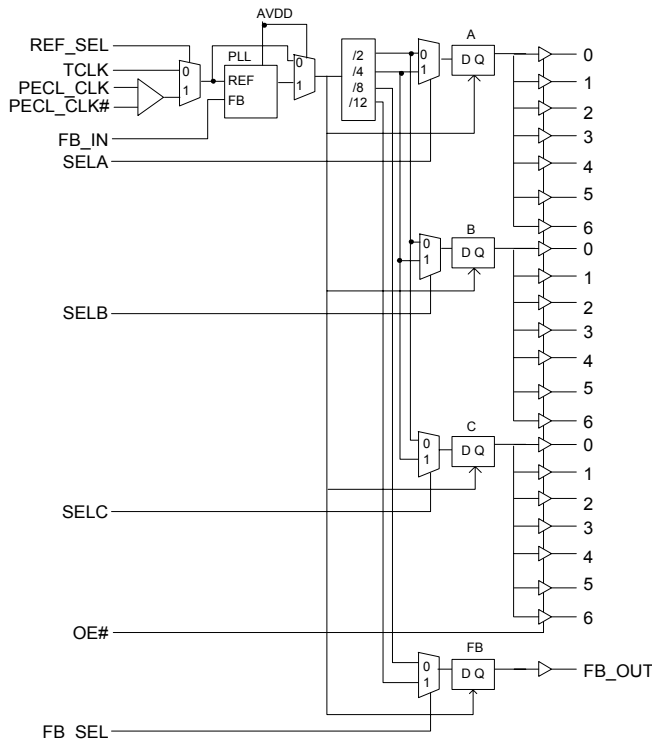 AVDD
REF_SEL
TCLK
PECL_CLK
PECL_CLK#
FB_IN
SELA
0
1
PLL
REF
FB
0
1
/2
/4
/8
/12
0
1
A
D Q
0
1
2
3
4
5
6
SELB
0
1
B
D Q
0
1
2
3
4
5
6
SELC
0
1
C
D Q
0
1
2
3
4
5
6
OE#
FB_SEL
0
1
FB
D Q
FB_OUT